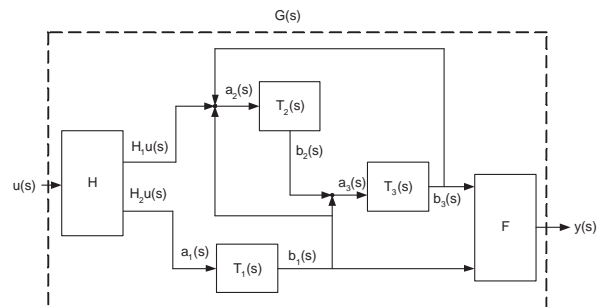 G(s)
a₂(s)
T₂(s)
H₁u(s)
b₂(s)
a₃(s)
T₃(s)
b₃(s)
H
u(s)
H₂u(s)
F
y(s)
a₁(s)
T₁(s)
b₁(s)